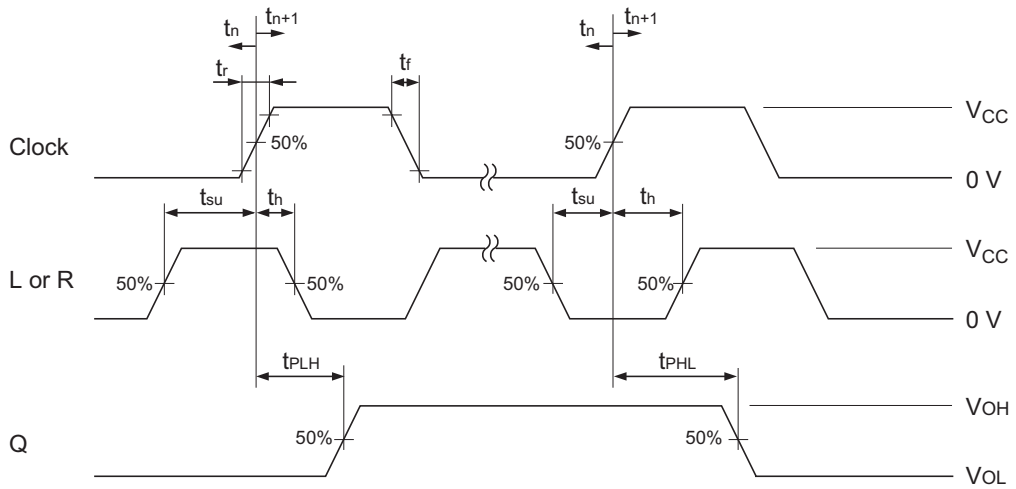 tn tn+1 tn tn+1
tr tf
Clock 50% 50% VCC
0 V
tsu th tsu th
L or R 50% 50% 50% 50% VCC
0 V
tPLH tPHL
Q 50% 50% VOH
VOL